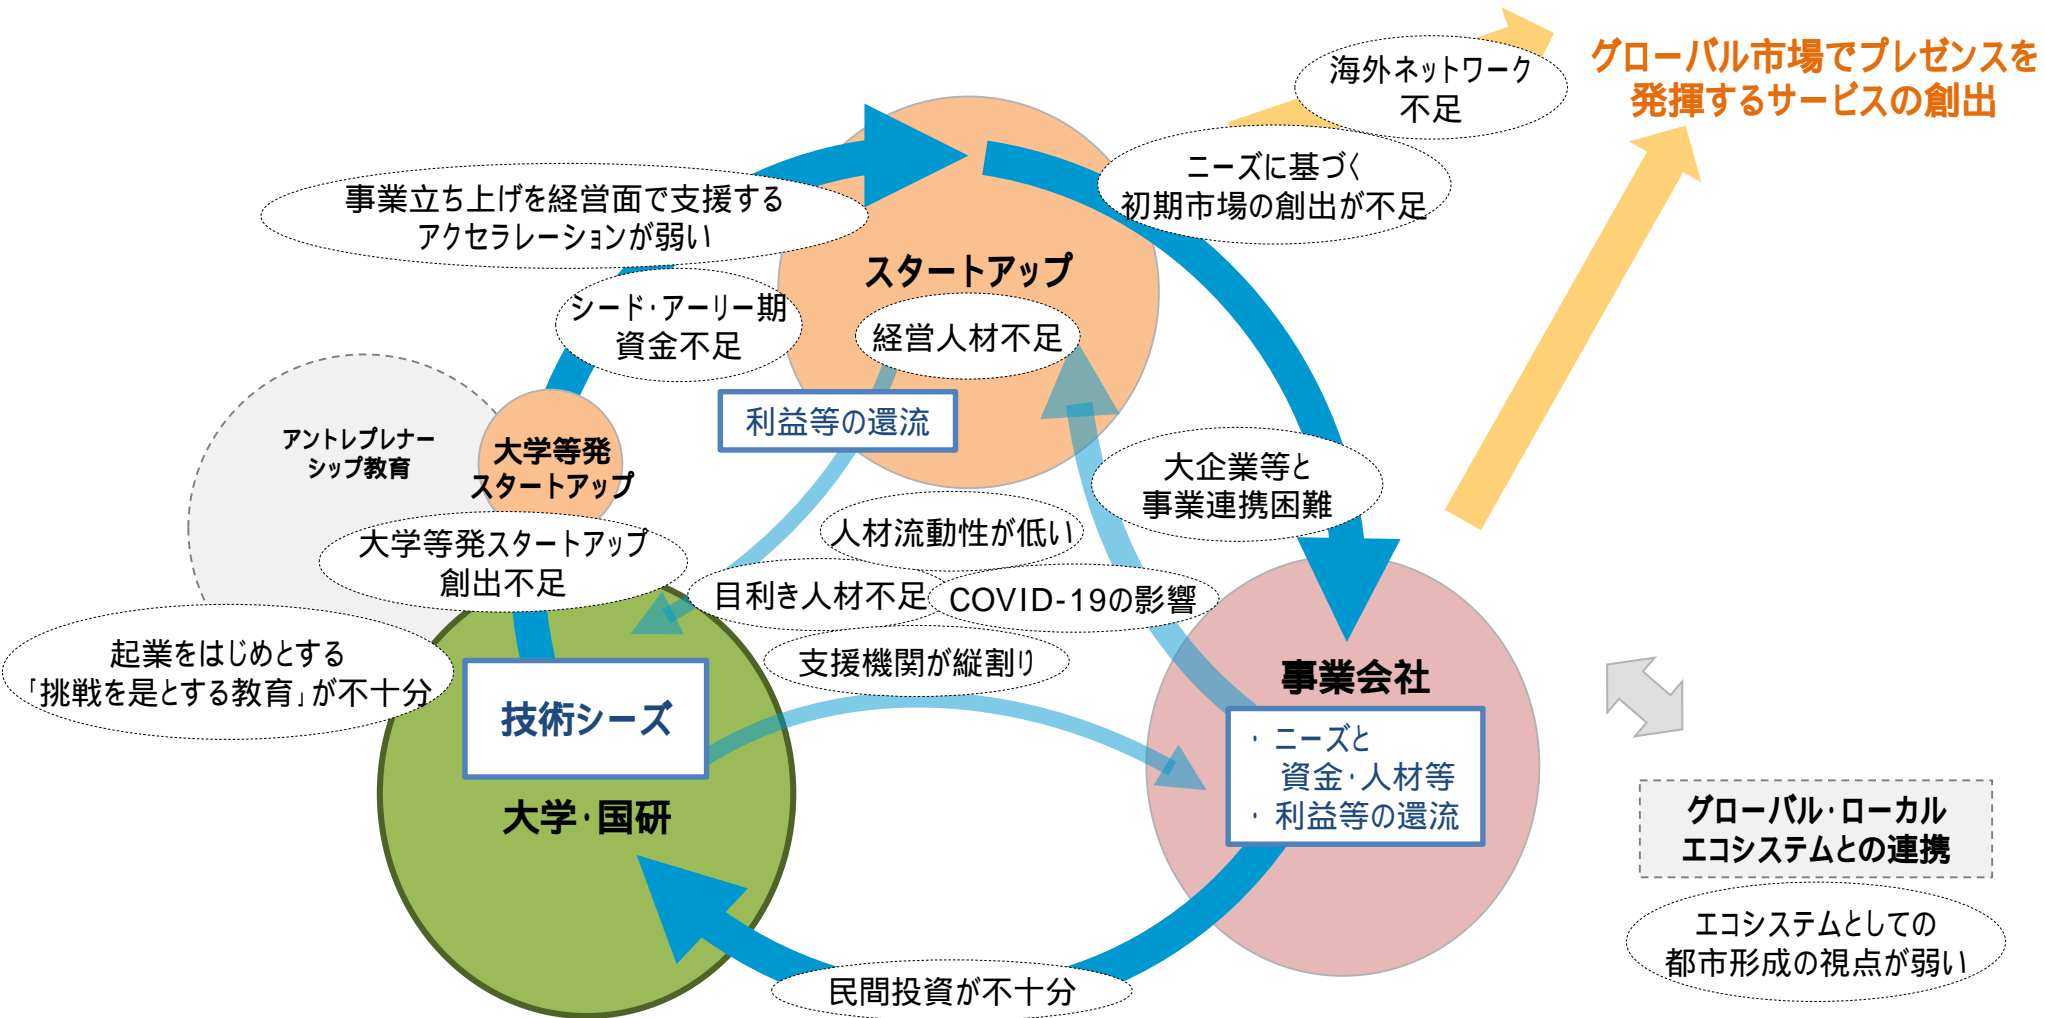 海外ネットワーク
不足
グローバル市場でプレゼンスを
発揮するサービスの創出
ニーズに基づく
初期市場の創出が不足
事業立ち上げを経営面で支援する
アクセラレーションが弱い
スタートアップ
シード・アーリー期
資金不足
経営人材不足
利益等の還流
アントレプレナー
シップ教育
大学等発
スタートアップ
大企業等と
事業連携困難
大学等発スタートアップ
創出不足
人材流動性が低い
目利き人材不足
COVID-19の影響
支援機関が縦割り
起業をはじめとする
「挑戦を是とする教育」が不十分
技術シーズ
大学・国研
事業会社
・ ニーズと
資金・人材等
・ 利益等の還流
グローバル・ローカル
エコシステムとの連携
エコシステムとしての
都市形成の視点が弱い
民間投資が不十分